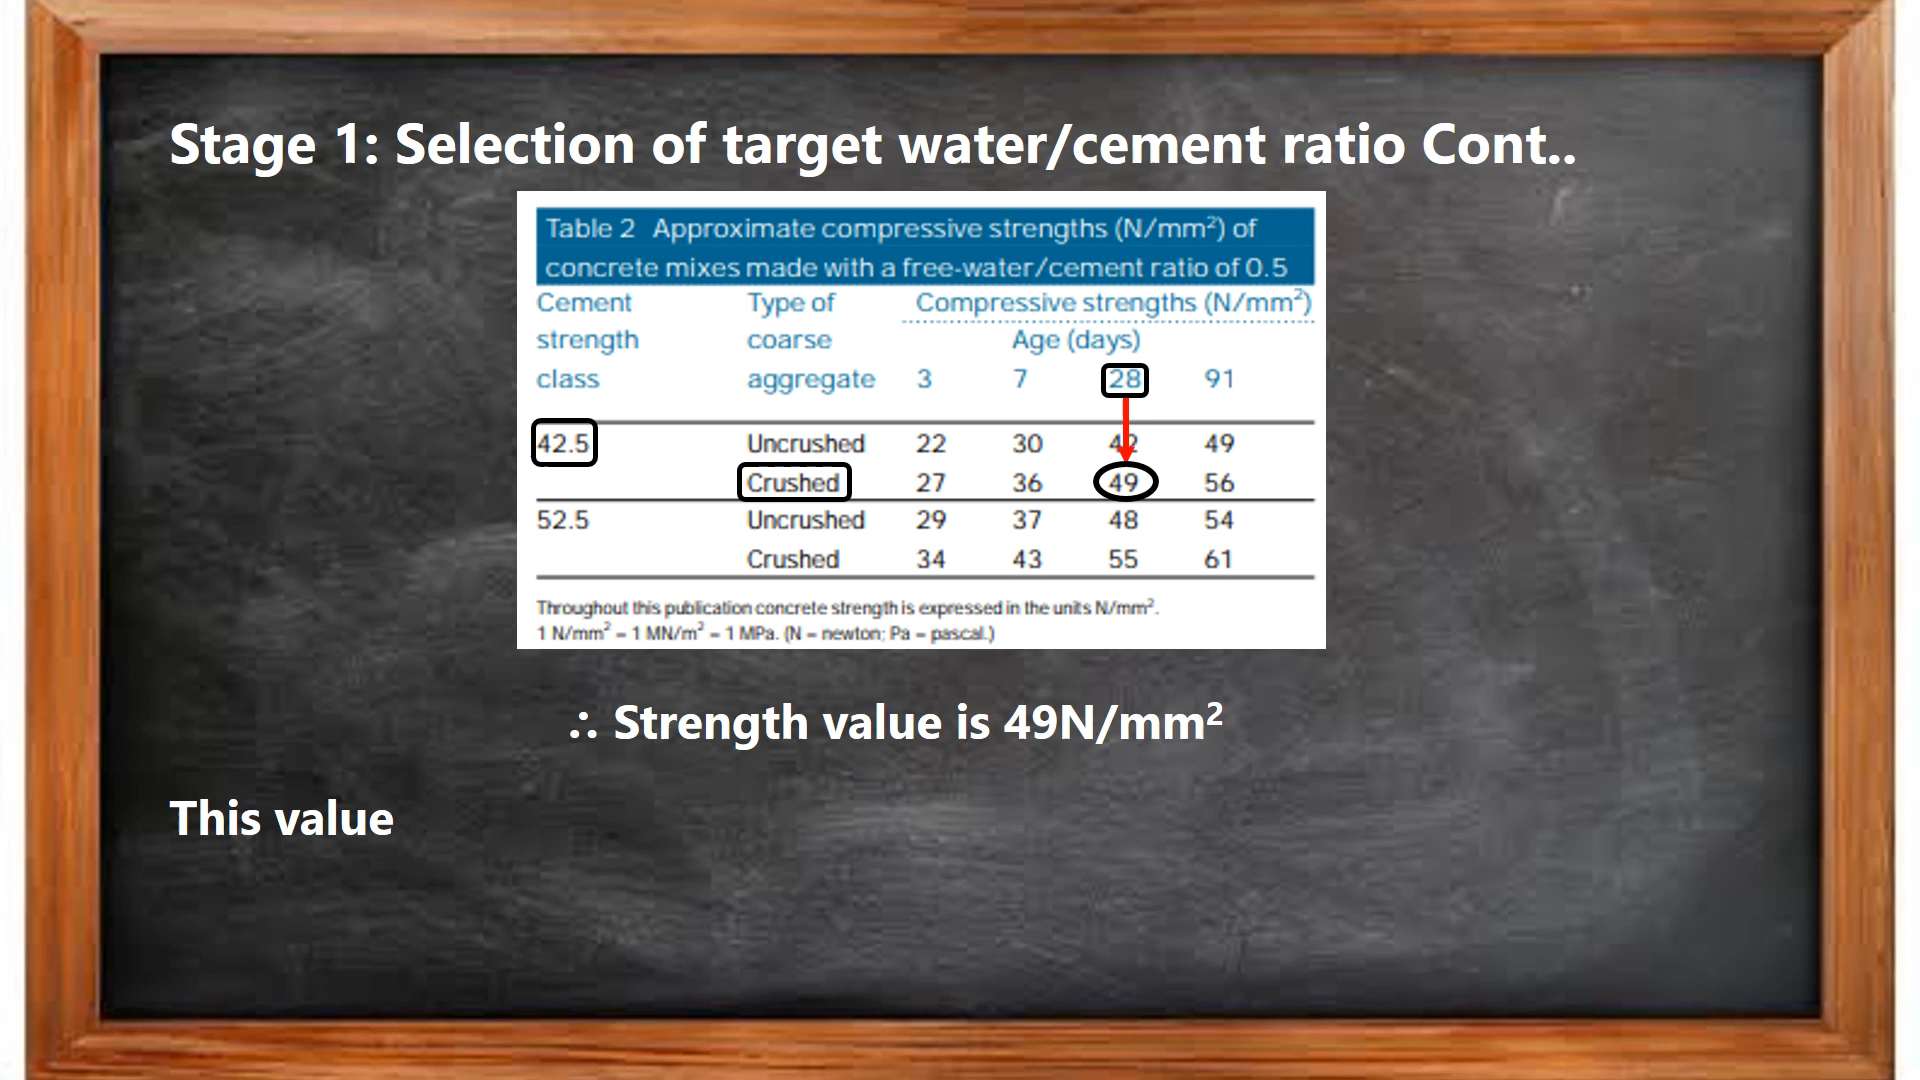 Stage 1: Selection of target water/cement ratio Cont..
Table 2 Approximate compressive strengths (N/mm²) of
concrete mixes made with a free-water/cement ratio of 0.5
Cement Type of Compressive strengths (N/mm²)
strength coarse Age (days)
class aggregate 3 7 28 91
42.5 Uncrushed 22 30 42 49
Crushed 27 36 49 56
52.5 Uncrushed 29 37 48 54
Crushed 34 43 55 61
Throughout this publication concrete strength is expressed in the units N/mm².
1 N/mm² = 1 MN/m² = 1 MPa. (N = newton; Pa = pascal.)
∴ Strength value is 49N/mm²
This value